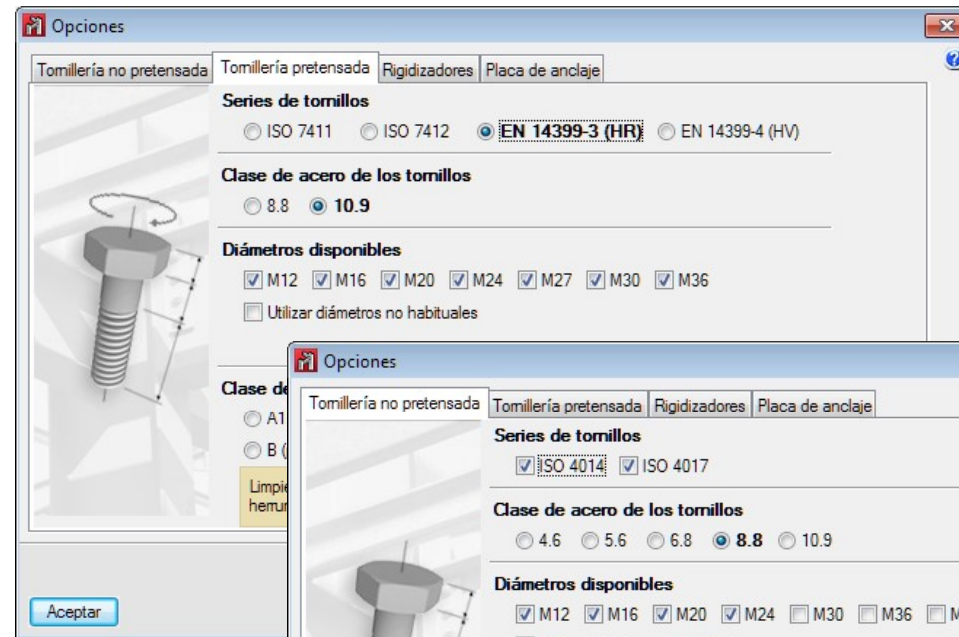 Opciones
Tornillería no pretensada Tornillería pretensada Rigidizadores Placa de anclaje
Series de tornillos
ISO 7411 ISO 7412 EN 14399-3 (HR) EN 14399-4 (HV)
Clase de acero de los tornillos
8.8 10.9
Diámetros disponibles
M12 M16 M20 M24 M27 M30 M36
Utilizar diámetros no habituales
Clase de
A1
B (
Aceptar
Opciones
Tornillería no pretensada Tornillería pretensada Rigidizadores Placa de anclaje
Series de tornillos
ISO 4014 ISO 4017
Clase de acero de los tornillos
4.6 5.6 6.8 8.8 10.9
Diámetros disponibles
M12 M16 M20 M24 M30 M36